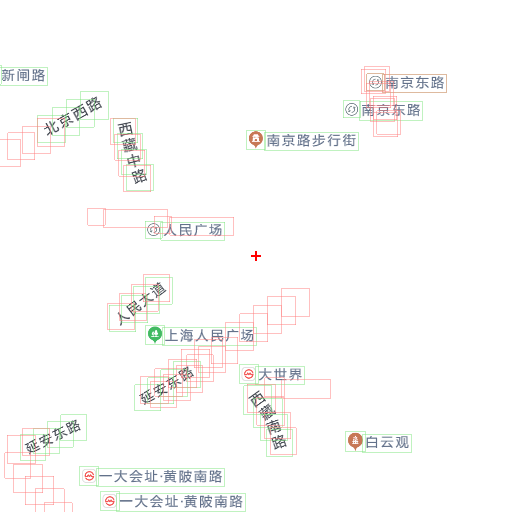 新闸路
南京东路
北京西路
南京东路
西藏中路
南京路步行街
人民广场
人民大道
上海人民广场
大世界
延安东路
西藏南路
延安东路
白云观
一大会址·黄陂南路
一大会址·黄陂南路